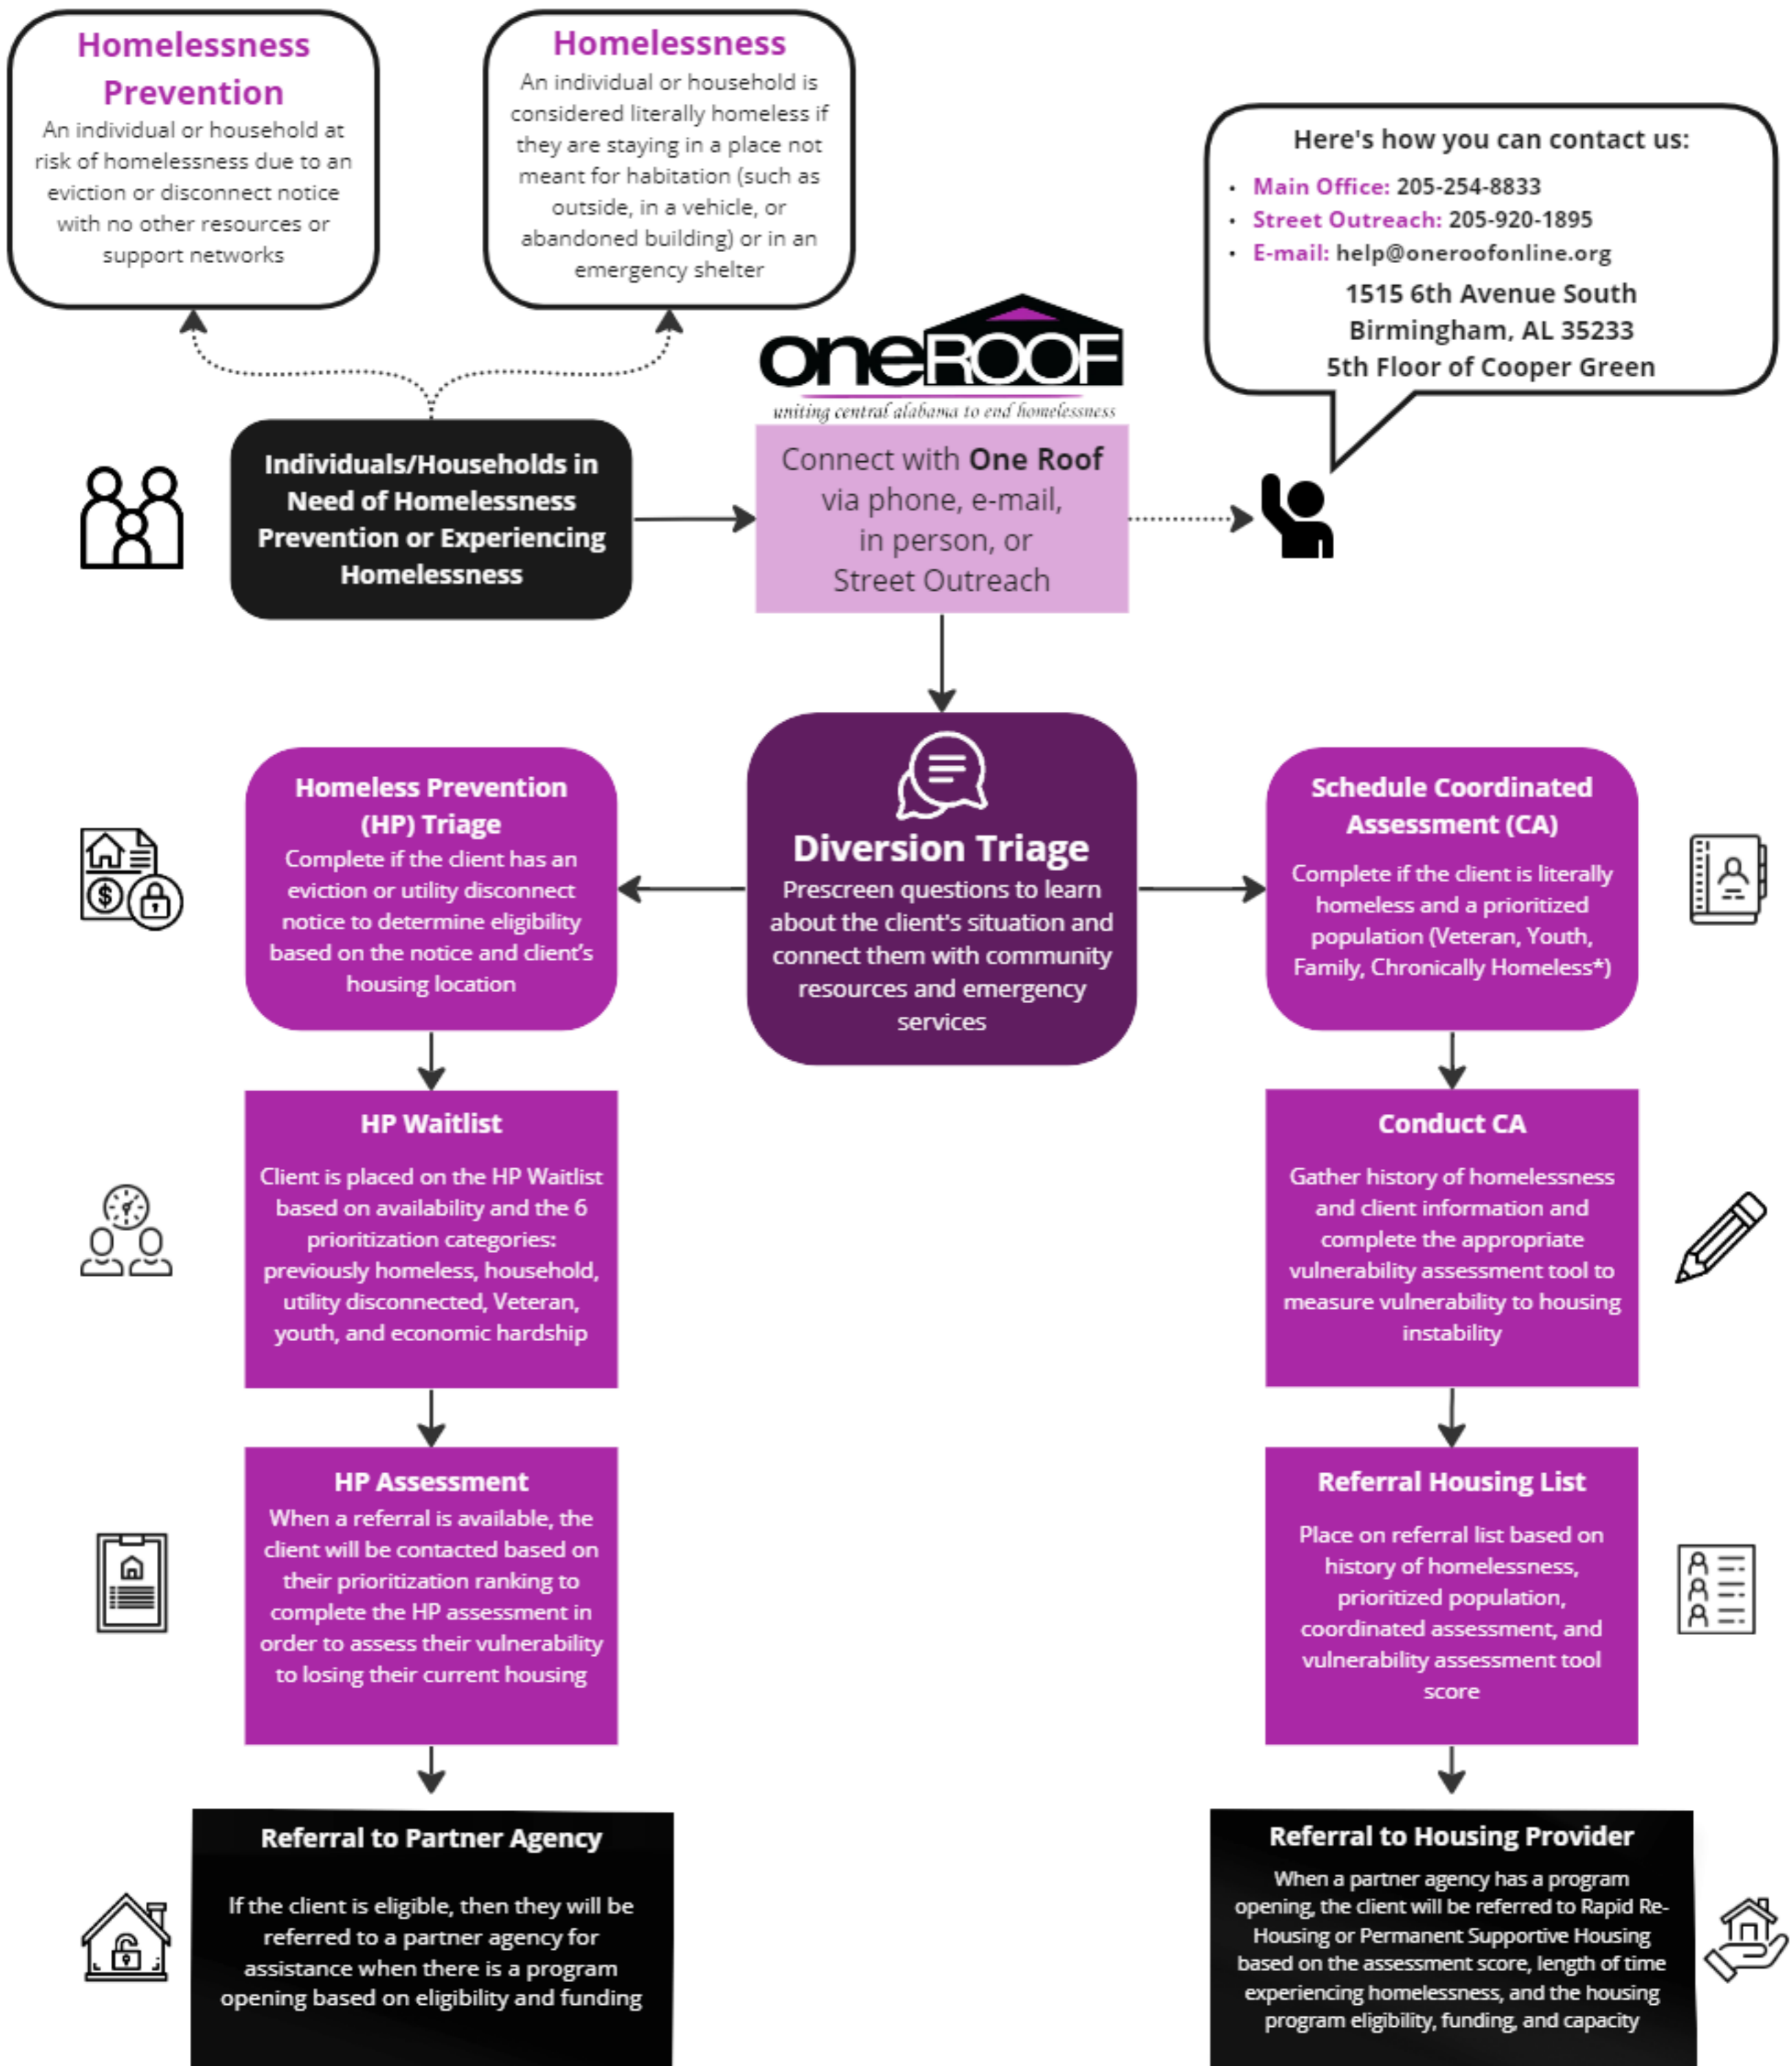 Homelessness
Prevention
An individual or household at
risk of homelessness due to an
eviction or disconnect notice
with no other resources or
support networks
Homelessness
An individual or household is
considered literally homeless if
they are staying in a place not
meant for habitation (such as
outside, in a vehicle, or
abandoned building) or in an
emergency shelter
Here's how you can contact us:
• Main Office: 205-254-8833
• Street Outreach: 205-920-1895
• E-mail: help@oneroofonline.org
1515 6th Avenue South
Birmingham, AL 35233
5th Floor of Cooper Green
oneROOF
uniting central alabama to end homelessness
Individuals/Households in
Need of Homelessness
Prevention or Experiencing
Homelessness
Connect with One Roof
via phone, e-mail,
in person, or
Street Outreach
Diversion Triage
Prescreen questions to learn
about the client's situation and
connect them with community
resources and emergency
services
Homeless Prevention
(HP) Triage
Complete if the client has an
eviction or utility disconnect
notice to determine eligibility
based on the notice and client's
housing location
HP Waitlist
Client is placed on the HP Waitlist
based on availability and the 6
prioritization categories:
previously homeless, household,
utility disconnected, Veteran,
youth, and economic hardship
HP Assessment
When a referral is available, the
client will be contacted based on
their prioritization ranking to
complete the HP assessment in
order to assess their vulnerability
to losing their current housing
Referral to Partner Agency
If the client is eligible, then they will be
referred to a partner agency for
assistance when there is a program
opening based on eligibility and funding
Schedule Coordinated
Assessment (CA)
Complete if the client is literally
homeless and a prioritized
population (Veteran, Youth,
Family, Chronically Homeless*)
Conduct CA
Gather history of homelessness
and client information and
complete the appropriate
vulnerability assessment tool to
measure vulnerability to housing
instability
Referral Housing List
Place on referral list based on
history of homelessness,
prioritized population,
coordinated assessment, and
vulnerability assessment tool
score
Referral to Housing Provider
When a partner agency has a program
opening, the client will be referred to Rapid Re-
Housing or Permanent Supportive Housing
based on the assessment score, length of time
experiencing homelessness, and the housing
program eligibility, funding, and capacity